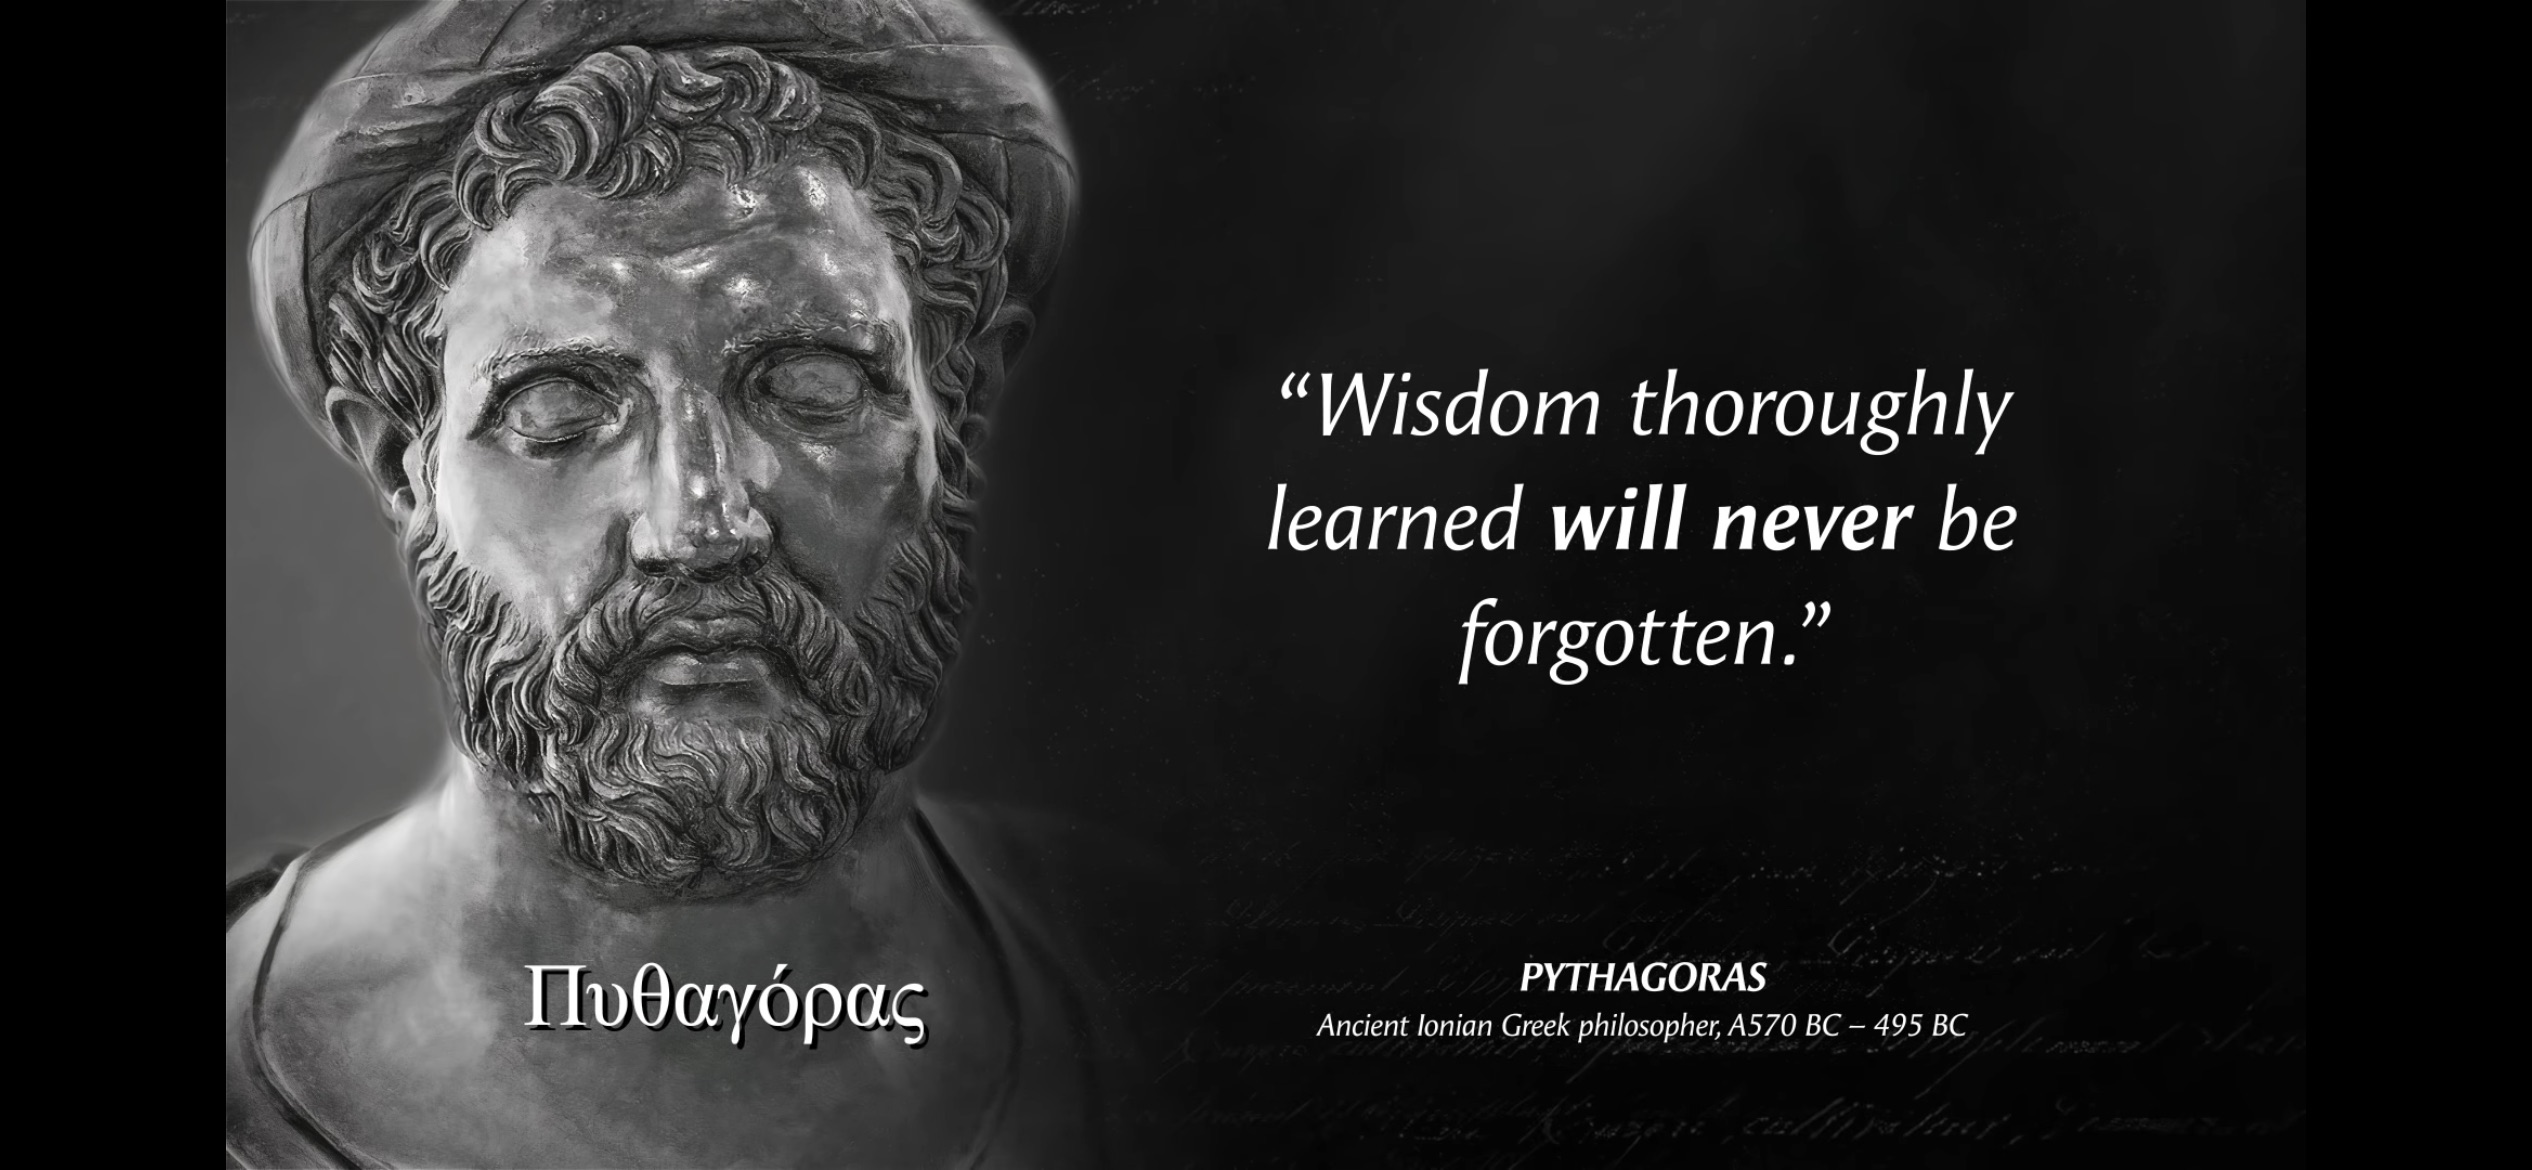 “Wisdom thoroughly
learned will never be
forgotten.”
Πυθαγόρας
PYTHAGORAS
Ancient Ionian Greek philosopher, A570 BC – 495 BC